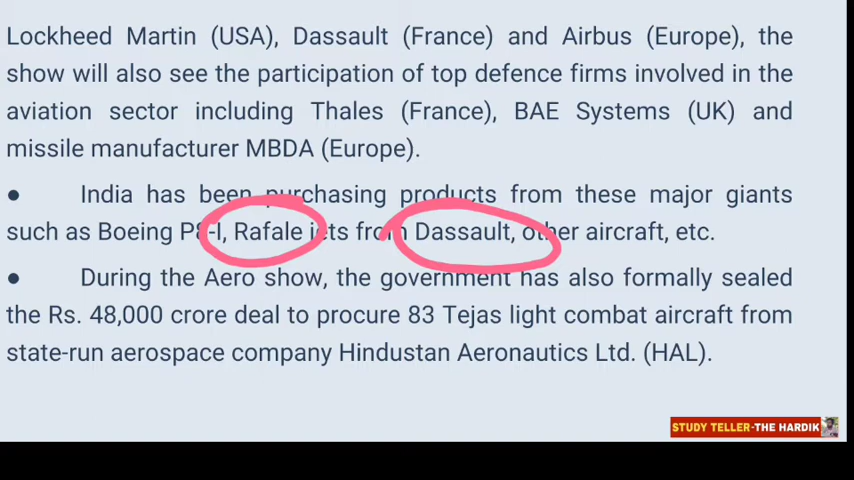 Lockheed Martin (USA), Dassault (France) and Airbus (Europe), the
show will also see the participation of top defence firms involved in the
aviation sector including Thales (France), BAE Systems (UK) and
missile manufacturer MBDA (Europe).
● India has been purchasing products from these major giants
such as Boeing P8-I, Rafale jets from Dassault, other aircraft, etc.
● During the Aero show, the government has also formally sealed
the Rs. 48,000 crore deal to procure 83 Tejas light combat aircraft from
state-run aerospace company Hindustan Aeronautics Ltd. (HAL).
STUDY TELLER-THE HARDIK